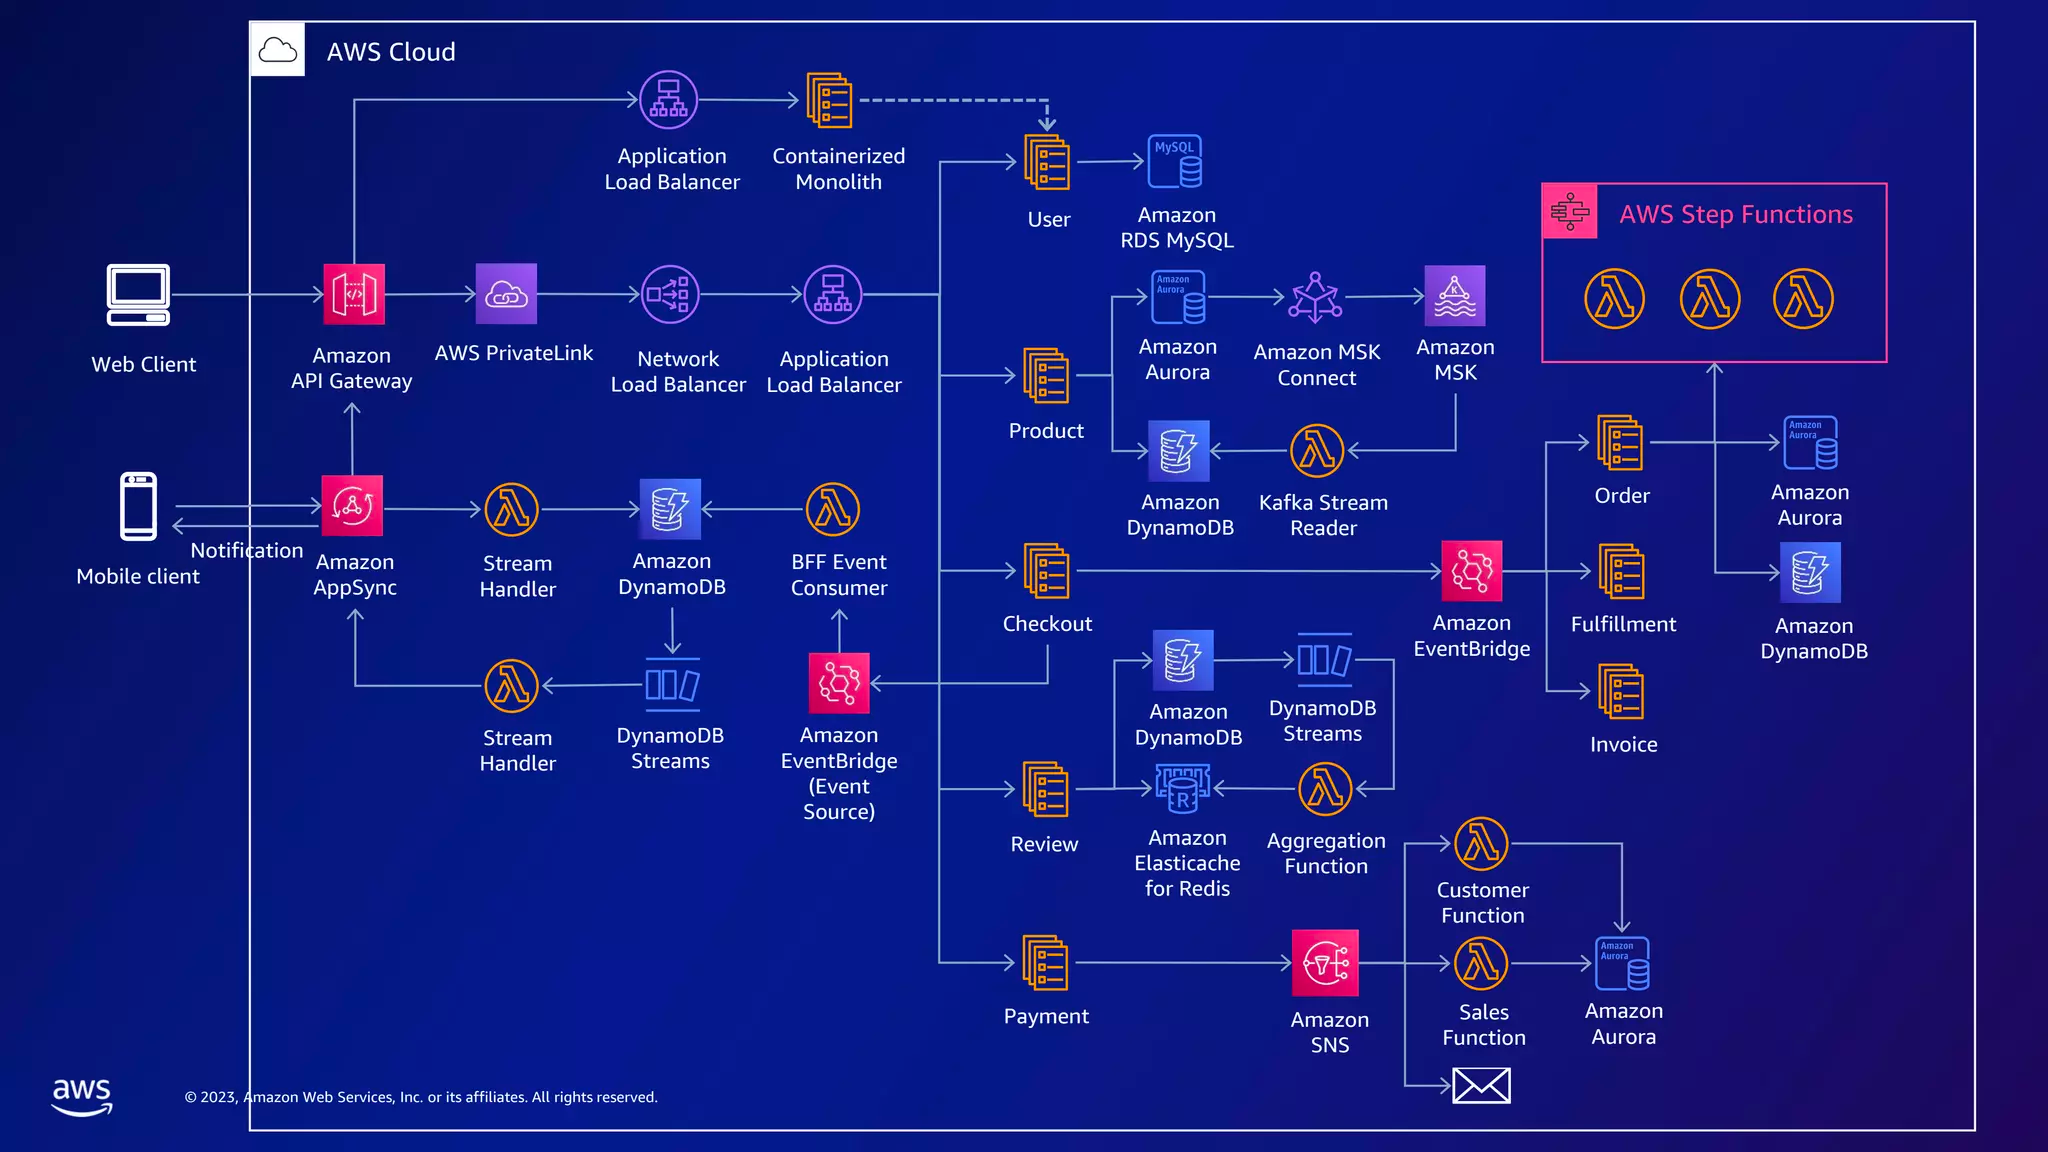 AWS Cloud
Application
Load Balancer
Containerized
Monolith
User
MySQL
Amazon
RDS MySQL
AWS Step Functions
Web Client
Amazon
API Gateway
AWS PrivateLink
Network
Load Balancer
Application
Load Balancer
Product
Amazon
Aurora
Amazon
Aurora
Amazon MSK
Connect
K
Amazon
MSK
Amazon
DynamoDB
Kafka Stream
Reader
Order
Amazon
Aurora
Amazon
Aurora
Mobile client
Notification
Amazon
AppSync
Stream
Handler
Amazon
DynamoDB
BFF Event
Consumer
Checkout
Amazon
EventBridge
Fulfillment
Amazon
DynamoDB
Stream
Handler
DynamoDB
Streams
Amazon
EventBridge
(Event
Source)
Amazon
DynamoDB
DynamoDB
Streams
Invoice
Review
R
Amazon
Elasticache
for Redis
Aggregation
Function
Customer
Function
Payment
Amazon
SNS
Sales
Function
Amazon
Aurora
Amazon
Aurora
aws
© 2023, Amazon Web Services, Inc. or its affiliates. All rights reserved.